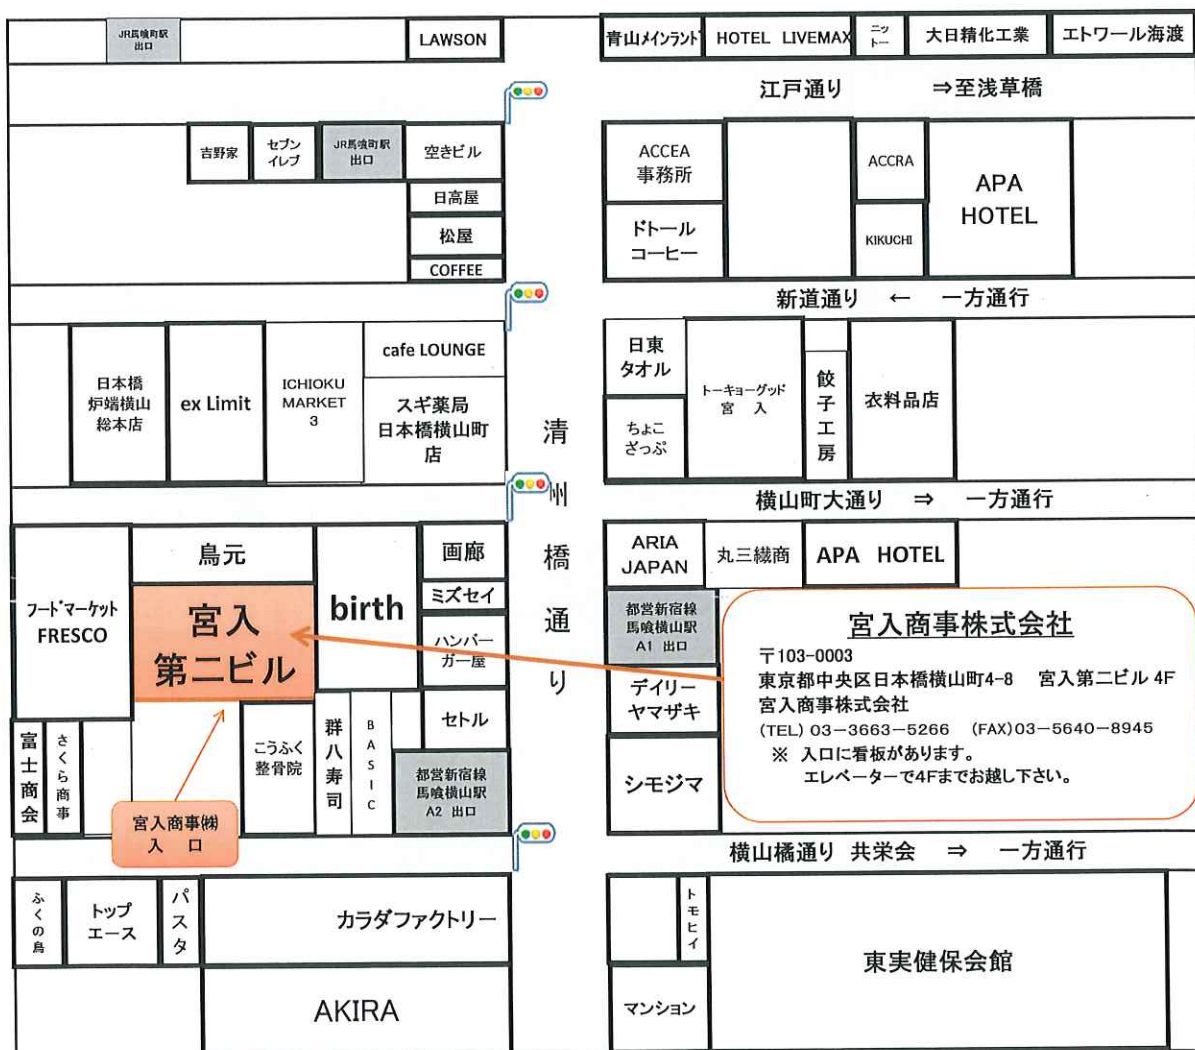 JR馬喰町駅
出口
LAWSON
青山メインランド
HOTEL LIVEMAX
ニッ
トー
大日精化工業
エトワール海渡
江戸通り ⇒至浅草橋
吉野家
セブン
イレブ
JR馬喰町駅
出口
空きビル
日高屋
松屋
COFFEE
ACCEA
事務所
ドトール
コーヒー
ACCRA
KIKUCHI
APA
HOTEL
新道通り ← 一方通行
日本橋
炉端横山
総本店
ex Limit
ICHIOKU
MARKET
3
cafe LOUNGE
スギ薬局
日本橋横山町
店
日東
タオル
ちょこ
ざっぷ
トーキョーグッド
宮 入
餃子工房
衣料品店
清州橋通り
横山町大通り ⇒ 一方通行
フードマーケット
FRESCO
鳥元
宮入
第二ビル
birth
画廊
ミズセイ
ハンバー
ガー屋
セトル
富士商会
さくら商事
こうふく
整骨院
群八寿司
BASIC
都営新宿線
馬喰横山駅
A2 出口
宮入商事㈱
入 口
ARIA
JAPAN
丸三繊商
APA HOTEL
都営新宿線
馬喰横山駅
A1 出口
デイリー
ヤマザキ
シモジマ
宮入商事株式会社
〒103-0003
東京都中央区日本橋横山町4-8 宮入第二ビル 4F
宮入商事株式会社
(TEL) 03-3663-5266 (FAX)03-5640-8945
※ 入口に看板があります。
エレベーターで4Fまでお越し下さい。
横山橘通り 共栄会 ⇒ 一方通行
ふくの鳥
トップ
エース
パスタ
カラダファクトリー
AKIRA
トモヒイ
マンション
東実健保会館